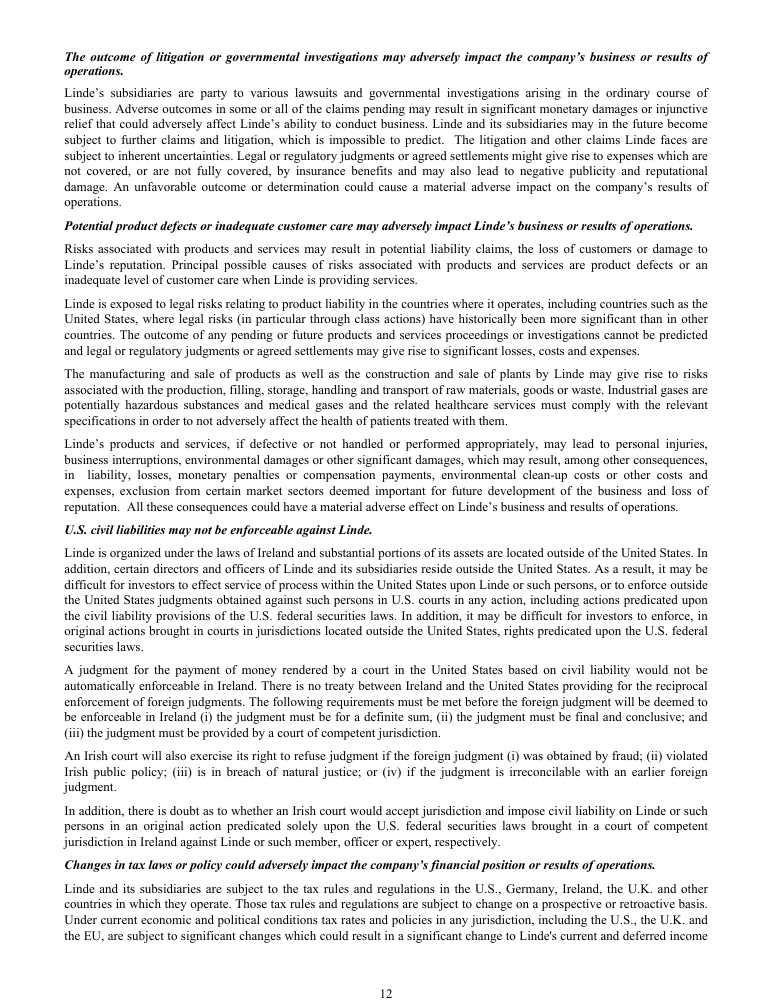 The outcome of litigation or governmental investigations may adversely impact the company’s business or results of
operations.
Linde’s subsidiaries are party to various lawsuits and governmental investigations arising in the ordinary course of
business. Adverse outcomes in some or all of the claims pending may result in significant monetary damages or injunctive
relief that could adversely affect Linde’s ability to conduct business. Linde and its subsidiaries may in the future become
subject to further claims and litigation, which is impossible to predict.  The litigation and other claims Linde faces are
subject to inherent uncertainties. Legal or regulatory judgments or agreed settlements might give rise to expenses which are
not covered, or are not fully covered, by insurance benefits and may also lead to negative publicity and reputational
damage. An unfavorable outcome or determination could cause a material adverse impact on the company’s results of
operations.
Potential product defects or inadequate customer care may adversely impact Linde’s business or results of operations.
Risks associated with products and services may result in potential liability claims, the loss of customers or damage to
Linde’s reputation. Principal possible causes of risks associated with products and services are product defects or an
inadequate level of customer care when Linde is providing services.
Linde is exposed to legal risks relating to product liability in the countries where it operates, including countries such as the
United States, where legal risks (in particular through class actions) have historically been more significant than in other
countries. The outcome of any pending or future products and services proceedings or investigations cannot be predicted
and legal or regulatory judgments or agreed settlements may give rise to significant losses, costs and expenses.
The manufacturing and sale of products as well as the construction and sale of plants by Linde may give rise to risks
associated with the production, filling, storage, handling and transport of raw materials, goods or waste. Industrial gases are
potentially hazardous substances and medical gases and the related healthcare services must comply with the relevant
specifications in order to not adversely affect the health of patients treated with them.
Linde’s products and services, if defective or not handled or performed appropriately, may lead to personal injuries,
business interruptions, environmental damages or other significant damages, which may result, among other consequences,
in  liability, losses, monetary penalties or compensation payments, environmental clean-up costs or other costs and
expenses, exclusion from certain market sectors deemed important for future development of the business and loss of
reputation.  All these consequences could have a material adverse effect on Linde’s business and results of operations.
U.S. civil liabilities may not be enforceable against Linde.
Linde is organized under the laws of Ireland and substantial portions of its assets are located outside of the United States. In
addition, certain directors and officers of Linde and its subsidiaries reside outside the United States. As a result, it may be
difficult for investors to effect service of process within the United States upon Linde or such persons, or to enforce outside
the United States judgments obtained against such persons in U.S. courts in any action, including actions predicated upon
the civil liability provisions of the U.S. federal securities laws. In addition, it may be difficult for investors to enforce, in
original actions brought in courts in jurisdictions located outside the United States, rights predicated upon the U.S. federal
securities laws.
A judgment for the payment of money rendered by a court in the United States based on civil liability would not be
automatically enforceable in Ireland. There is no treaty between Ireland and the United States providing for the reciprocal
enforcement of foreign judgments. The following requirements must be met before the foreign judgment will be deemed to
be enforceable in Ireland (i) the judgment must be for a definite sum, (ii) the judgment must be final and conclusive; and
(iii) the judgment must be provided by a court of competent jurisdiction.
An Irish court will also exercise its right to refuse judgment if the foreign judgment (i) was obtained by fraud; (ii) violated
Irish public policy; (iii) is in breach of natural justice; or (iv) if the judgment is irreconcilable with an earlier foreign
judgment.
In addition, there is doubt as to whether an Irish court would accept jurisdiction and impose civil liability on Linde or such
persons in an original action predicated solely upon the U.S. federal securities laws brought in a court of competent
jurisdiction in Ireland against Linde or such member, officer or expert, respectively.
Changes in tax laws or policy could adversely impact the company’s financial position or results of operations.
Linde and its subsidiaries are subject to the tax rules and regulations in the U.S., Germany, Ireland, the U.K. and other
countries in which they operate. Those tax rules and regulations are subject to change on a prospective or retroactive basis.
Under current economic and political conditions tax rates and policies in any jurisdiction, including the U.S., the U.K. and
the EU, are subject to significant changes which could result in a significant change to Linde's current and deferred income
12